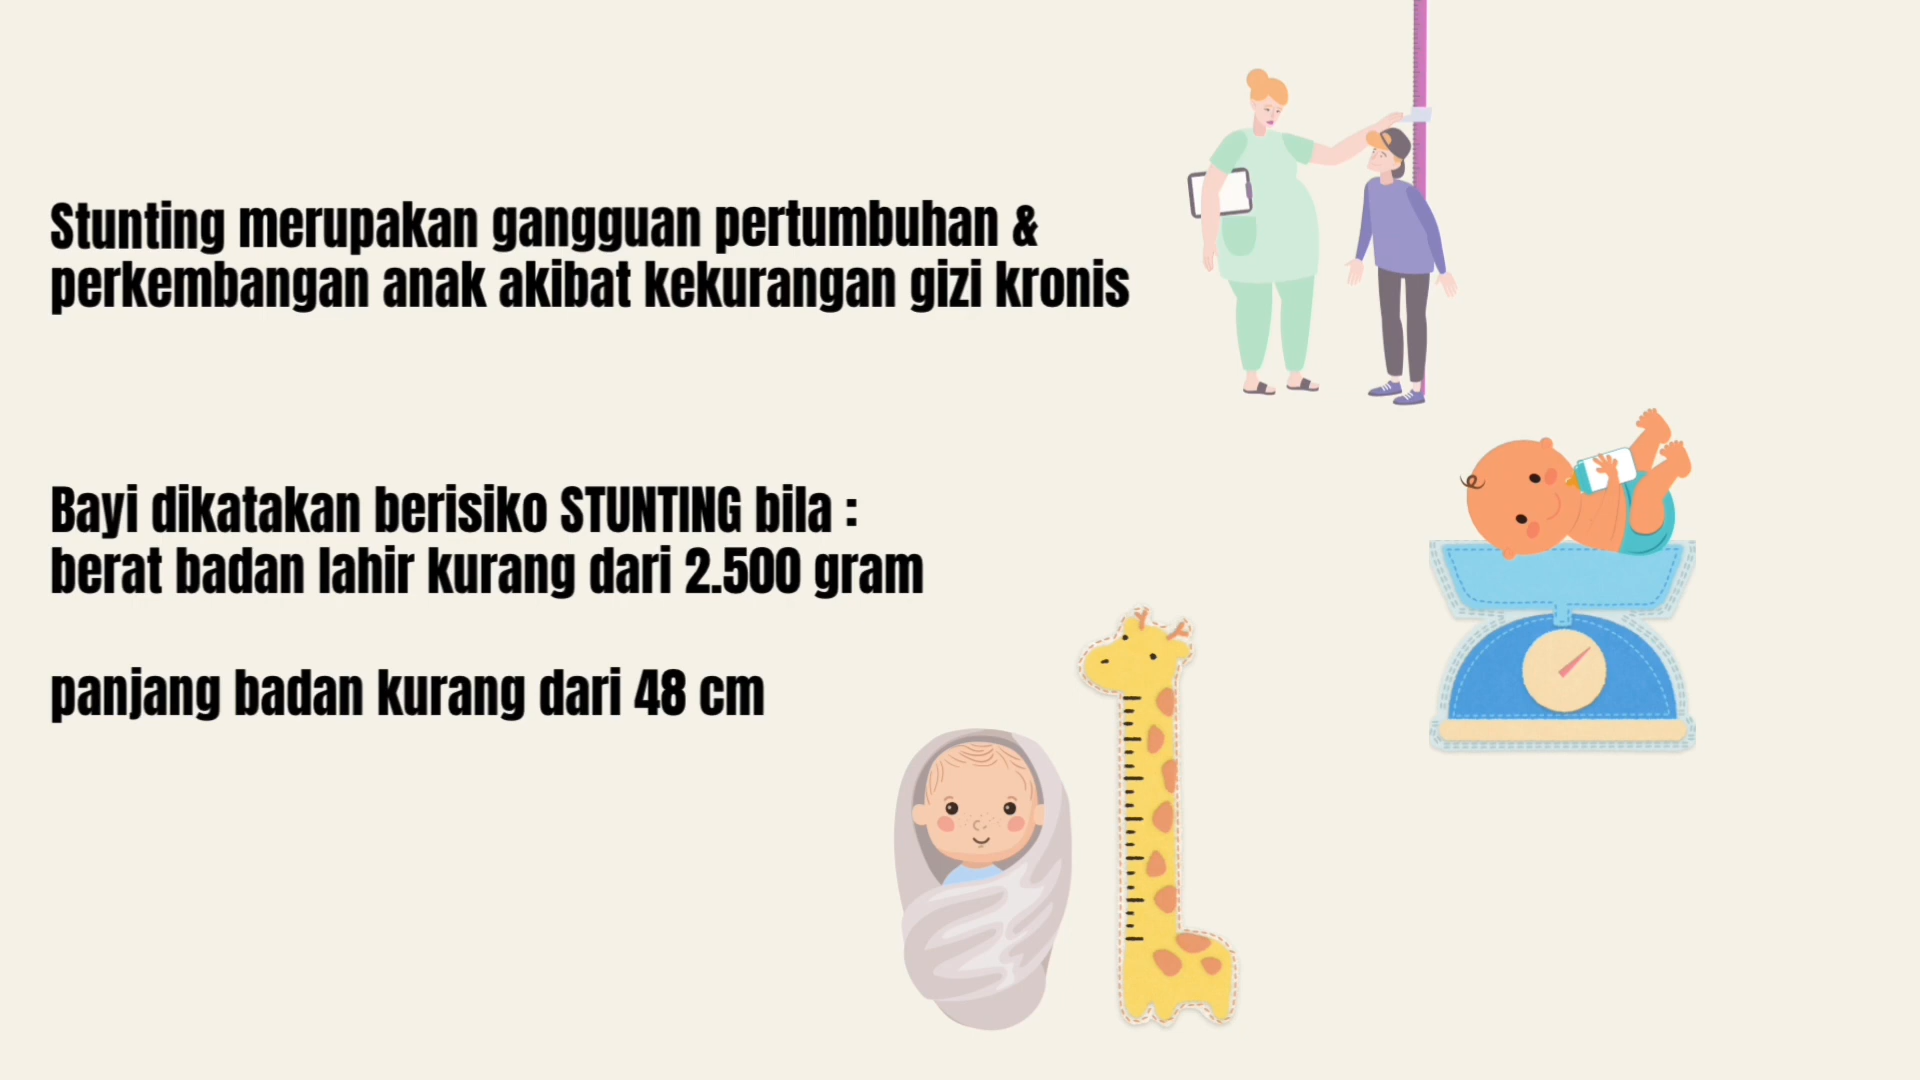 Stunting merupakan gangguan pertumbuhan &
perkembangan anak akibat kekurangan gizi kronis
Bayi dikatakan berisiko STUNTING bila :
berat badan lahir kurang dari 2.500 gram
panjang badan kurang dari 48 cm